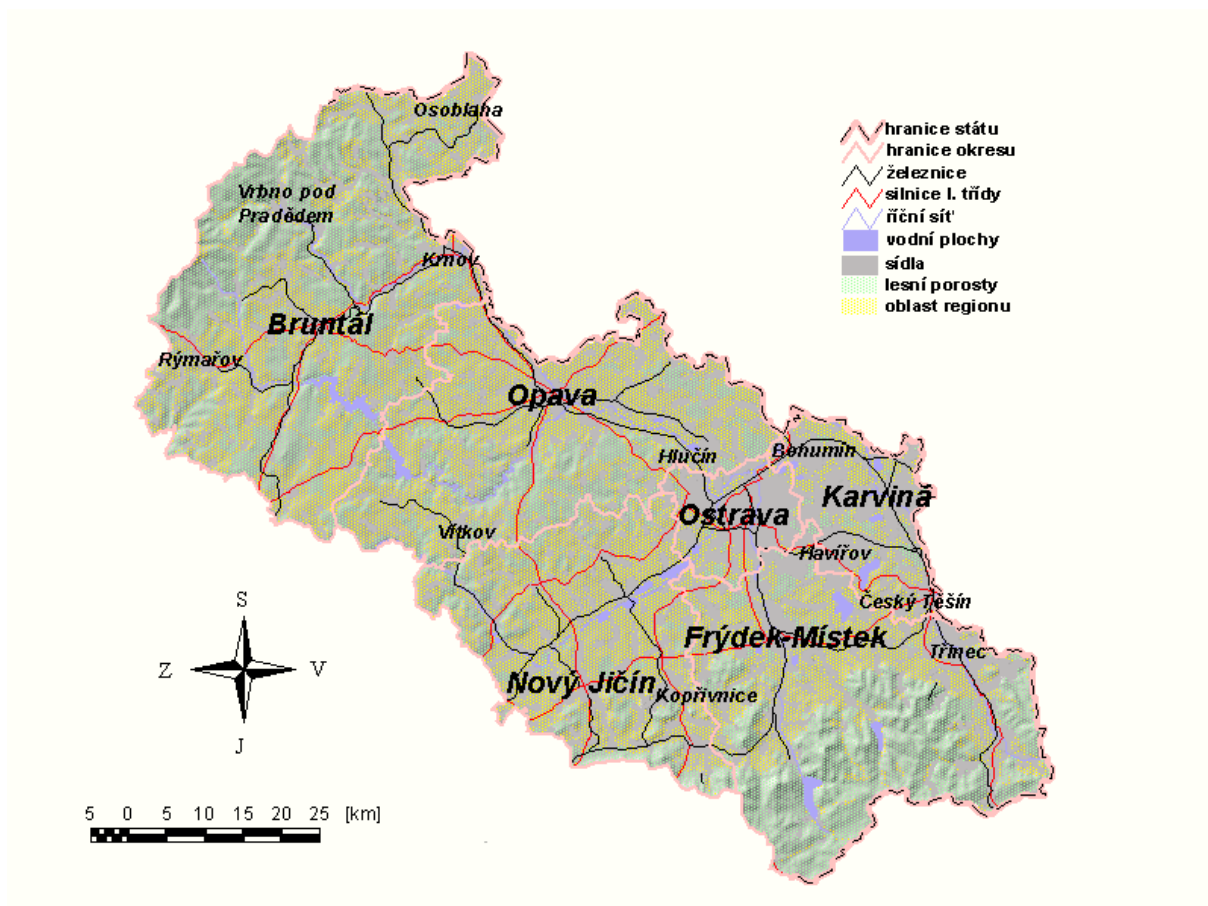 Osoblaha
hranice státu
hranice okresu
železnice
silnice I. třídy
říční síť
vodní plochy
sídla
lesní porosty
oblast regionu
Vrbno pod
Pradědem
Krnov
Bruntál
Rýmařov
Opava
Hlučín
Bohumín
Karviná
Ostrava
Vítkov
Havířov
Český Těšín
Frýdek-Místek
Třinec
Nový Jičín
Kopřivnice
S
Z V
J
5 0 5 10 15 20 25 [km]